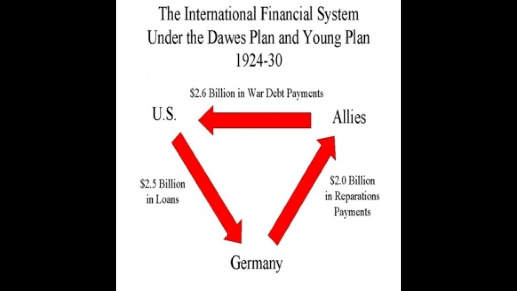 The International Financial System
Under the Dawes Plan and Young Plan
1924-30
$2.6 Billion in War Debt Payments
U.S.
Allies
$2.5 Billion
in Loans
$2.0 Billion
in Reparations
Payments
Germany